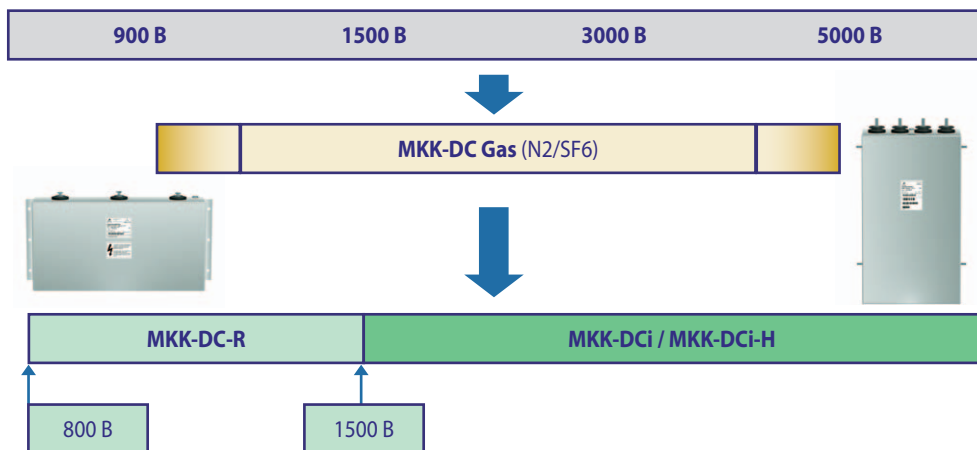 900 В 1500 В 3000 В 5000 В
MKK-DC Gas (N2/SF6)
MKK-DC-R MKK-DCi / MKK-DCi-H
800 В 1500 В